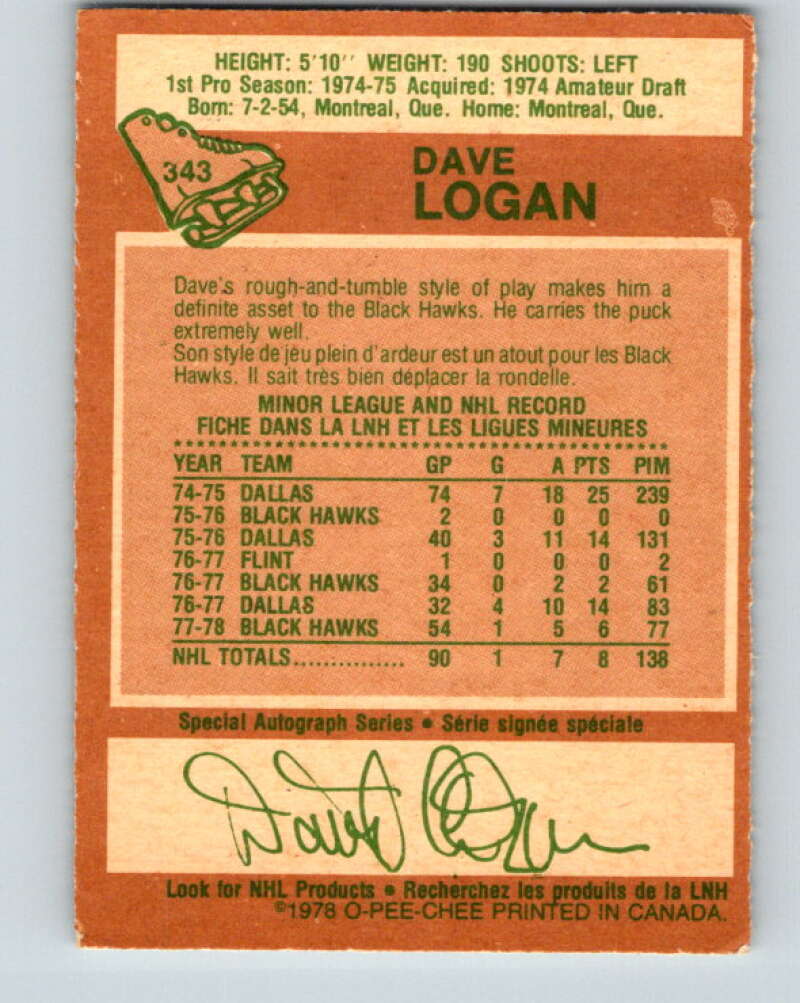 HEIGHT: 5'10'' WEIGHT: 190 SHOOTS: LEFT
1st Pro Season: 1974-75 Acquired: 1974 Amateur Draft
Born: 7-2-54, Montreal, Que. Home: Montreal, Que.
343
DAVE
LOGAN
Dave's rough-and-tumble style of play makes him a
definite asset to the Black Hawks. He carries the puck
extremely well.
Son style de jeu plein d'ardeur est un atout pour les Black
Hawks. Il sait très bien déplacer la rondelle.
MINOR LEAGUE AND NHL RECORD
FICHE DANS LA LNH ET LES LIGUES MINEURES
YEAR TEAM GP G A PTS PIM
74-75 DALLAS 74 7 18 25 239
75-76 BLACK HAWKS 2 0 0 0 0
75-76 DALLAS 40 3 11 14 131
76-77 FLINT 1 0 0 0 2
76-77 BLACK HAWKS 34 0 2 2 61
76-77 DALLAS 32 4 10 14 83
77-78 BLACK HAWKS 54 1 5 6 77
NHL TOTALS............... 90 1 7 8 138
Special Autograph Series • Série signée spéciale
David Logan
Look for NHL Products • Recherchez les produits de la LNH
©1978 O-PEE-CHEE PRINTED IN CANADA.